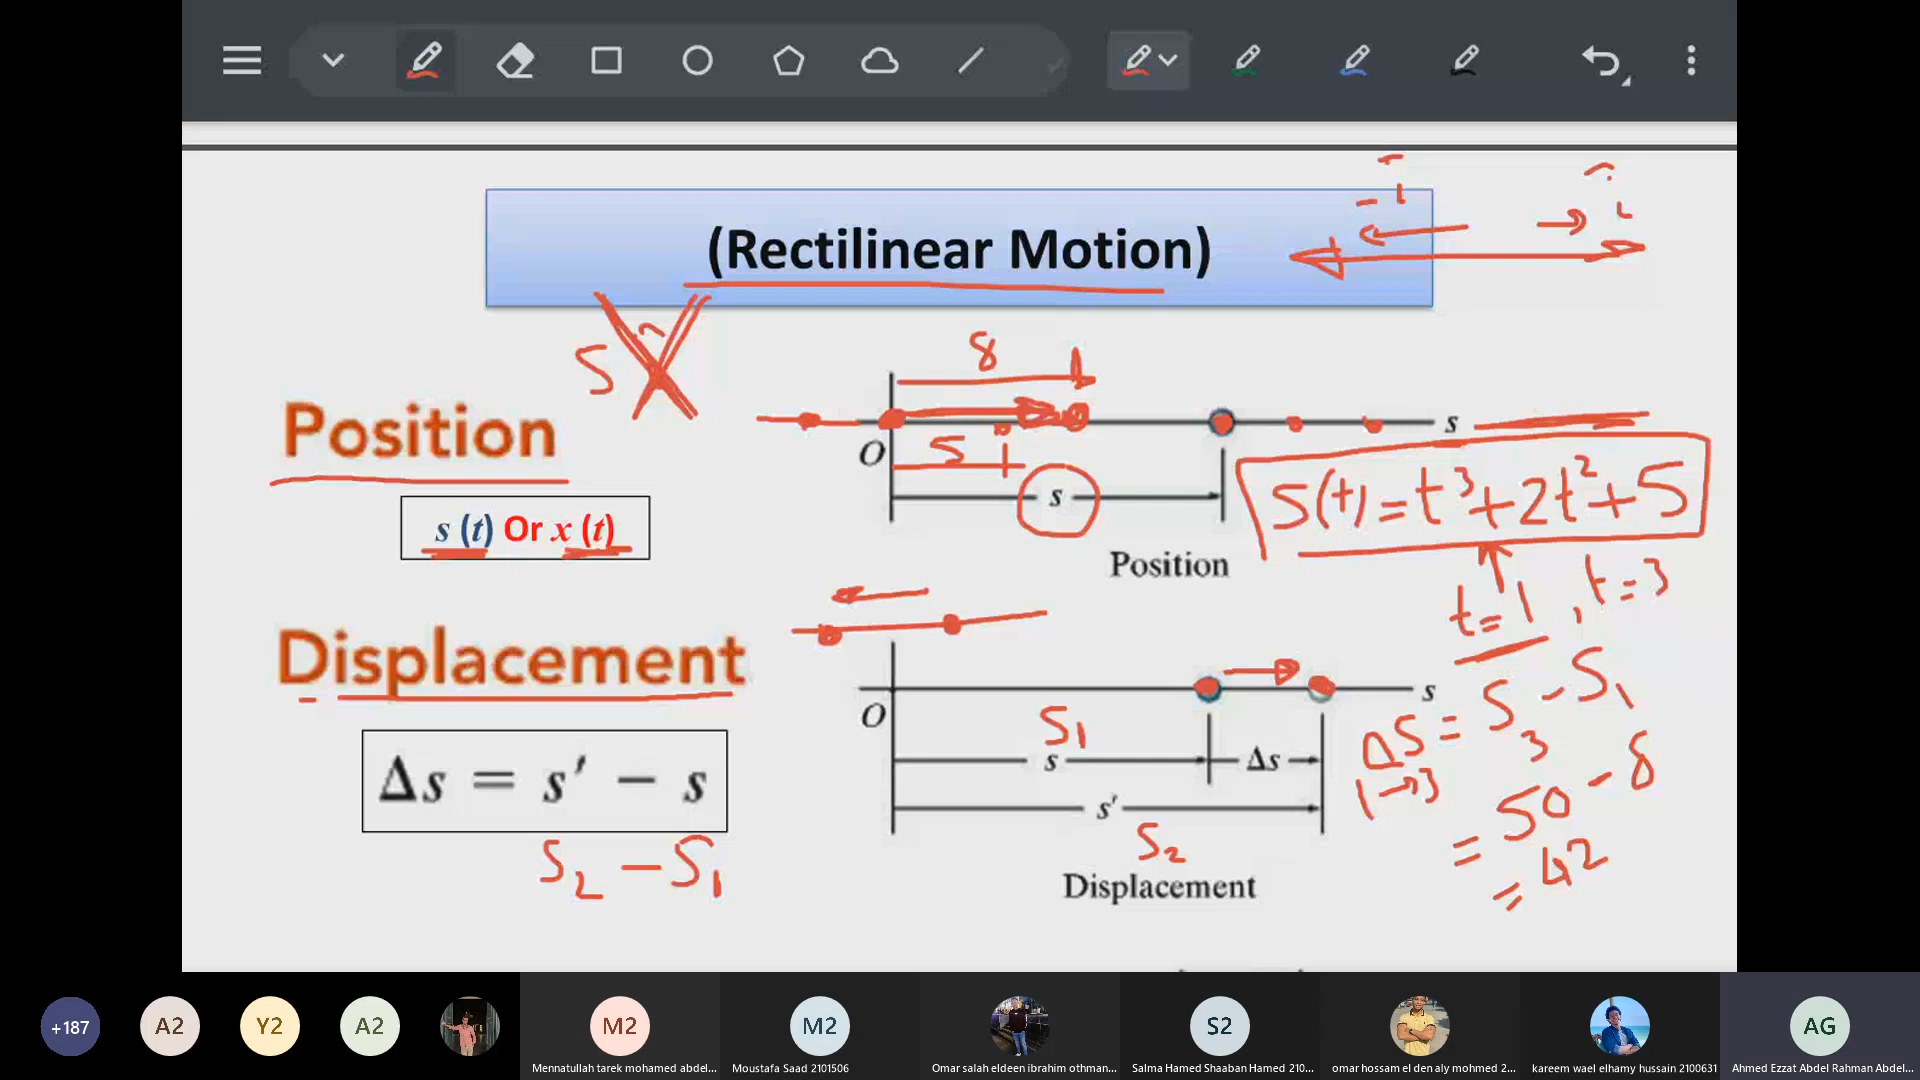 (Rectilinear Motion)
- i
i
S
8
Position
O
5
s
s
s (t) Or x (t)
S(t) = t³ + 2t² + 5
Position
t = 1 , t = 3
Displacement
O
S₁
s
Δs
s
s'
S₂
Δs = s' − s
S₂ − S₁
Displacement
ΔS = S₃ - S₁
1→3
= 50 - 8
= 42
+187
A2
Y2
A2
M2
M2
S2
AG
Mennatullah tarek mohamed abdel...
Moustafa Saad 2101506
Omar salah eldeen ibrahim othman...
Salma Hamed Shaaban Hamed 210...
omar hossam el den aly mohmed 2...
kareem wael elhamy hussain 2100631
Ahmed Ezzat Abdel Rahman Abdel...